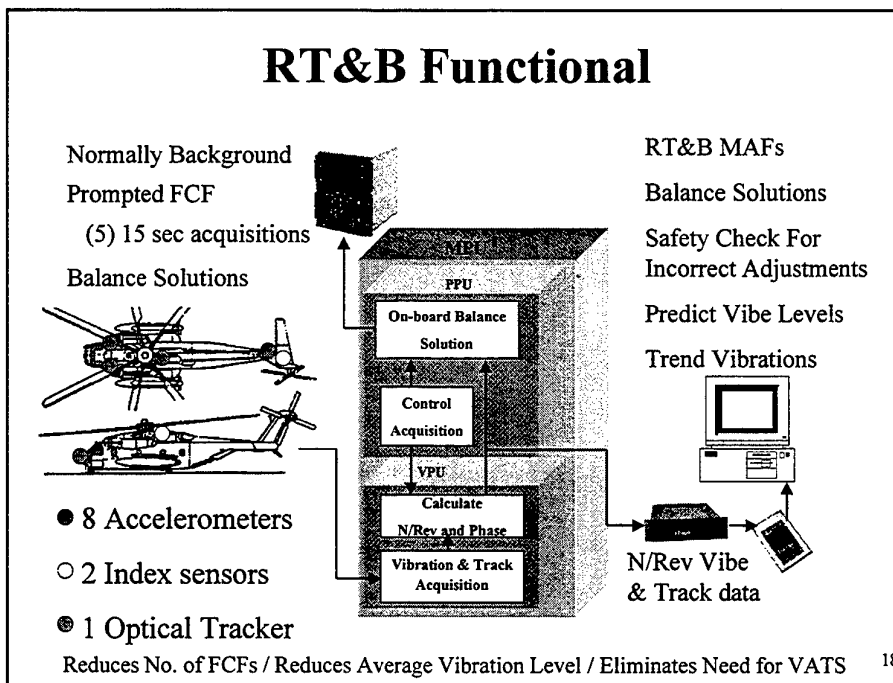 RT&B Functional
Normally Background
Prompted FCF
(5) 15 sec acquisitions
Balance Solutions
MPU
PPU
On-board Balance
Solution
Control
Acquisition
VPU
Calculate
N/Rev and Phase
Vibration & Track
Acquisition
RT&B MAFs
Balance Solutions
Safety Check For
Incorrect Adjustments
Predict Vibe Levels
Trend Vibrations
N/Rev Vibe
& Track data
8 Accelerometers
2 Index sensors
1 Optical Tracker
Reduces No. of FCFs / Reduces Average Vibration Level / Eliminates Need for VATS
18